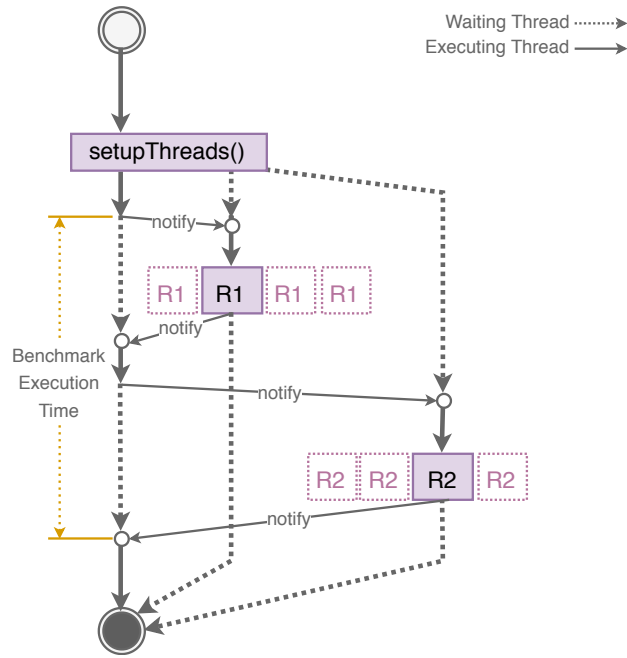 Waiting Thread
Executing Thread
setupThreads()
notify
R1 R1 R1 R1
notify
Benchmark
Execution
Time
notify
R2 R2 R2 R2
notify